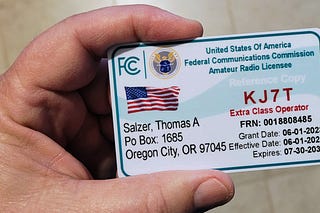 FC
United States Of America
Federal Communications Commission
Amateur Radio Licensee
Reference Copy
KJ7T
Extra Class Operator
FRN: 0018808485
Salzer, Thomas A
Po Box: 1685
Oregon City, OR 97045
Grant Date: 06-01-202
Effective Date: 06-01-202
Expires: 07-30-203